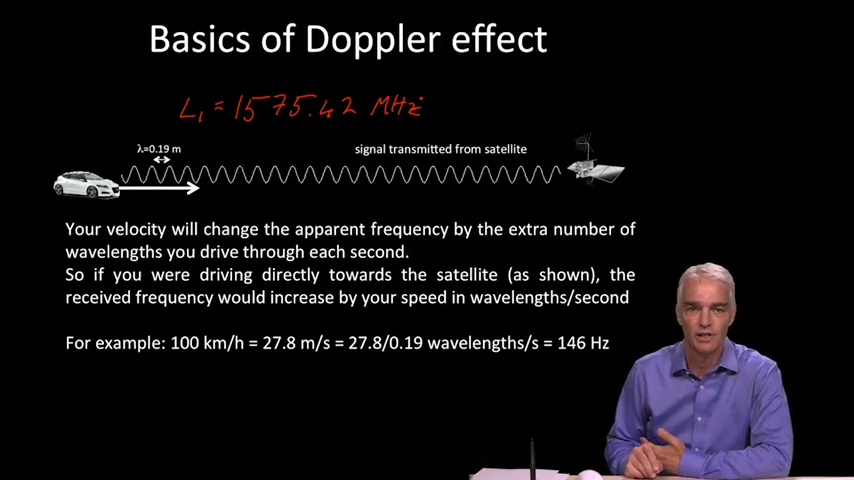 Basics of Doppler effect
L₁ = 1575.42 MHz
λ=0.19 m
signal transmitted from satellite
Your velocity will change the apparent frequency by the extra number of
wavelengths you drive through each second.
So if you were driving directly towards the satellite (as shown), the
received frequency would increase by your speed in wavelengths/second
For example: 100 km/h = 27.8 m/s = 27.8/0.19 wavelengths/s = 146 Hz